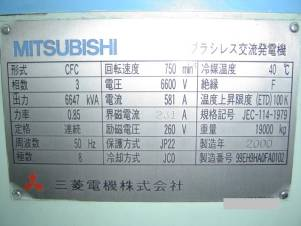 MITSUBISHI ブラシレス交流発電機
形式 CFC 回転速度 750 min⁻¹ 冷媒温度 40 ℃
相数 3 電圧 6600 V 絶縁 F
出力 6647 kVA 電流 581 A 温度上昇限度 (ETD) 100 K
力率 0.85 界磁電流 A 規格 JEC-114-1979
定格 連続 励磁電圧 260 V 重量 19000 kg
周波数 50 Hz 保護方式 JP22 製造年 2000
極数 8 冷却方式 JC0 製造番号 99EH9HA0FA0102
三菱電機株式会社